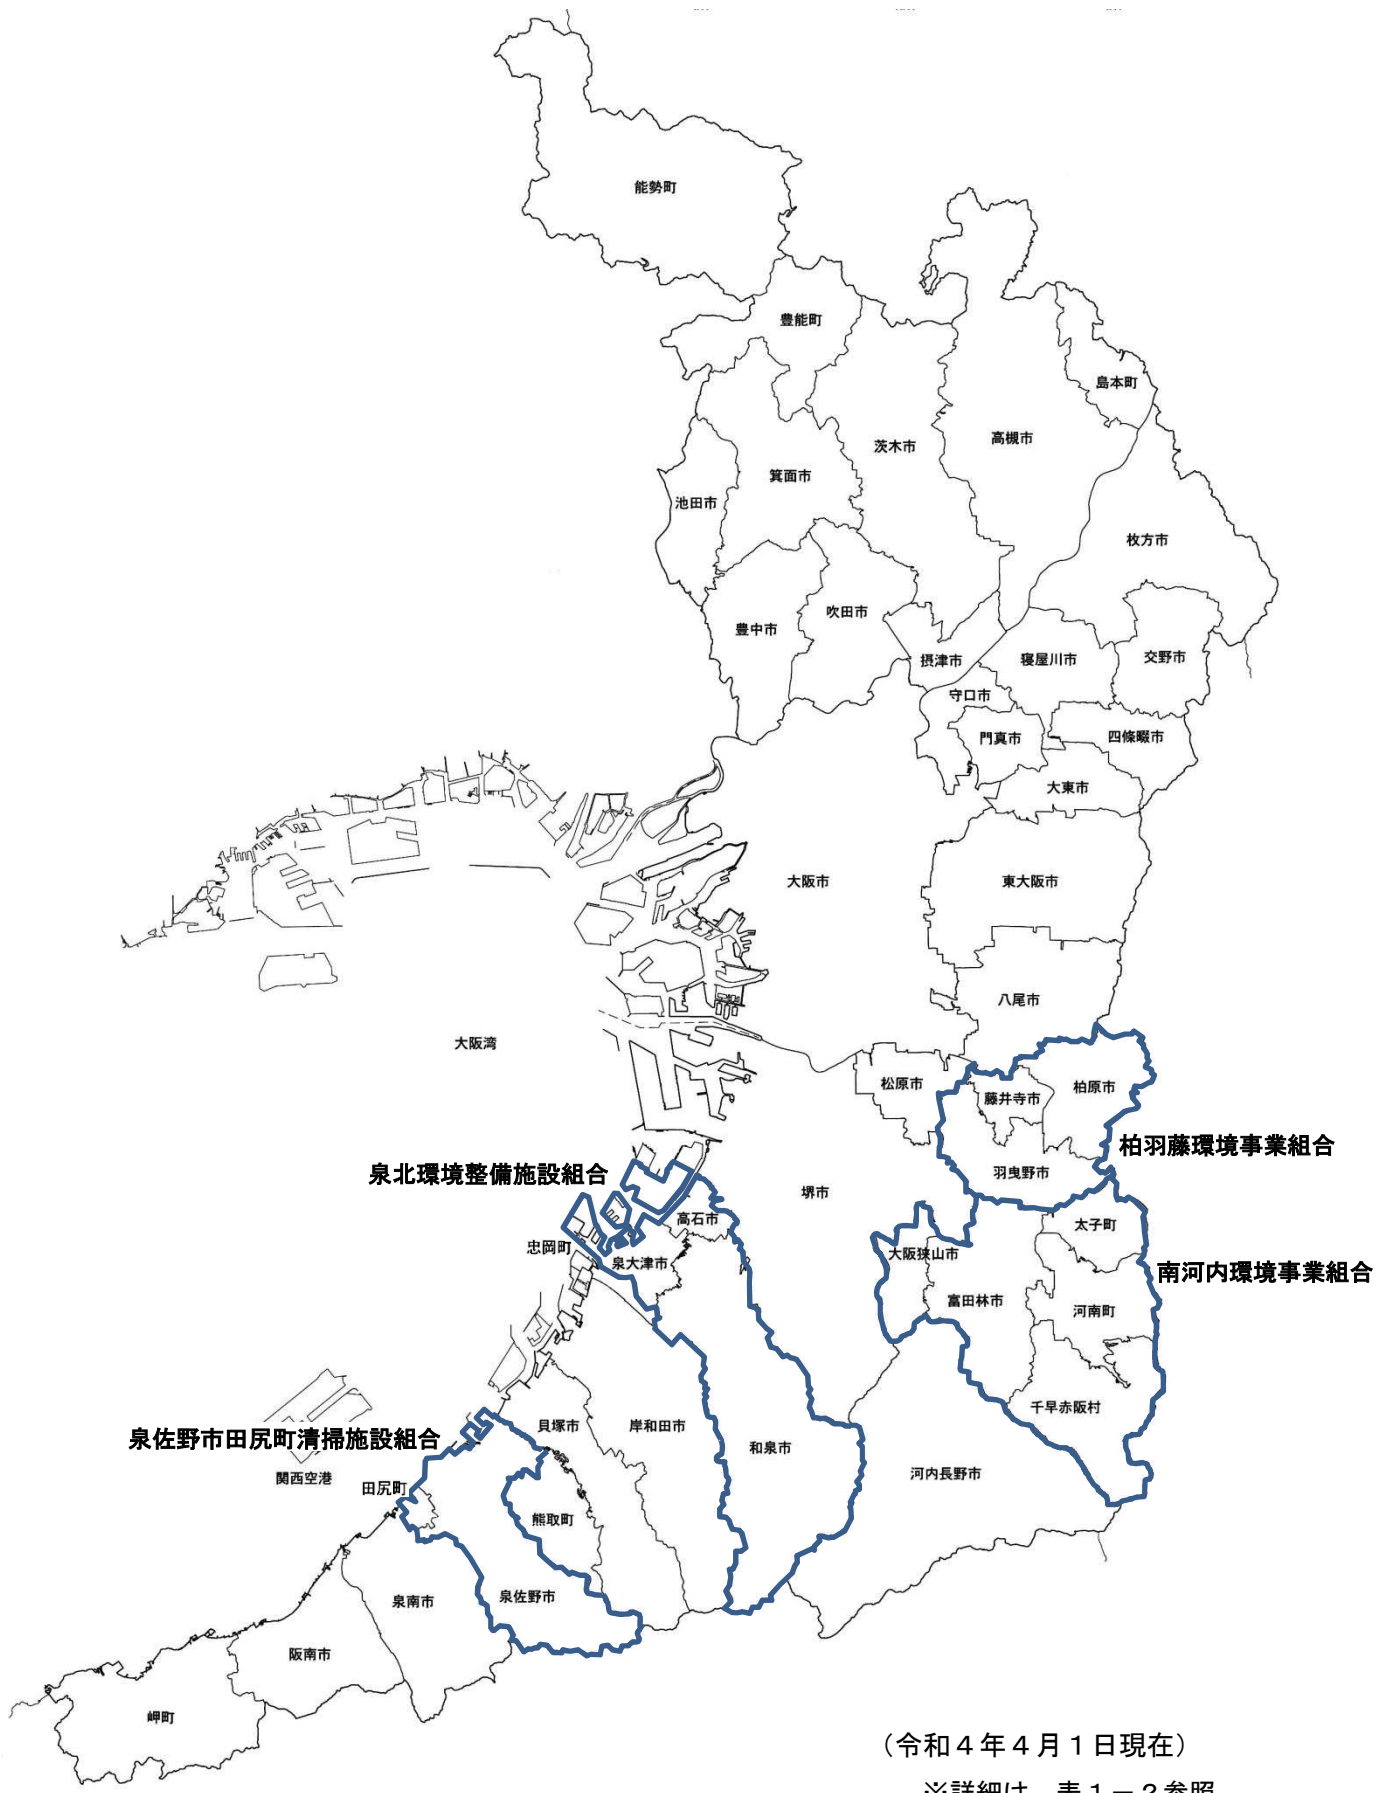 能勢町
豊能町
島本町
高槻市
茨木市
箕面市
池田市
枚方市
吹田市
豊中市
摂津市
寝屋川市
交野市
守口市
門真市
四條畷市
大東市
大阪市
東大阪市
八尾市
大阪湾
松原市
柏原市
藤井寺市
柏羽藤環境事業組合
羽曳野市
泉北環境整備施設組合
堺市
高石市
太子町
忠岡町
大阪狭山市
泉大津市
南河内環境事業組合
富田林市
河南町
千早赤阪村
貝塚市
岸和田市
和泉市
泉佐野市田尻町清掃施設組合
関西空港
河内長野市
田尻町
熊取町
泉佐野市
泉南市
阪南市
岬町
（令和４年４月１日現在）
※詳細は、表１－２参照